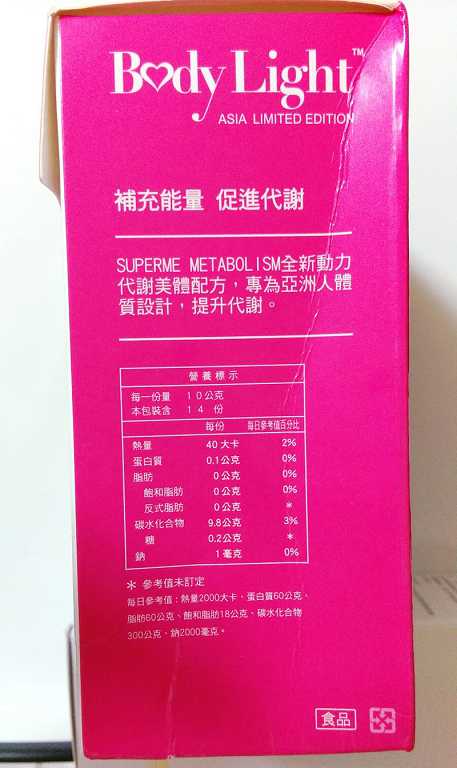 Body Light™
ASIA LIMITED EDITION
補充能量 促進代謝
SUPERME METABOLISM全新動力
代謝美體配方，專為亞洲人體
質設計，提升代謝。
營養標示
每一份量 10公克
本包裝含 14 份
每份 每日參考值百分比
熱量 40大卡 2%
蛋白質 0.1公克 0%
脂肪 0公克 0%
飽和脂肪 0公克 0%
反式脂肪 0公克 *
碳水化合物 9.8公克 3%
糖 0.2公克 *
鈉 1毫克 0%
* 參考值未訂定
每日參考值：熱量2000大卡、蛋白質60公克、
脂肪60公克、飽和脂肪18公克、碳水化合物
300公克、鈉2000毫克。
食品